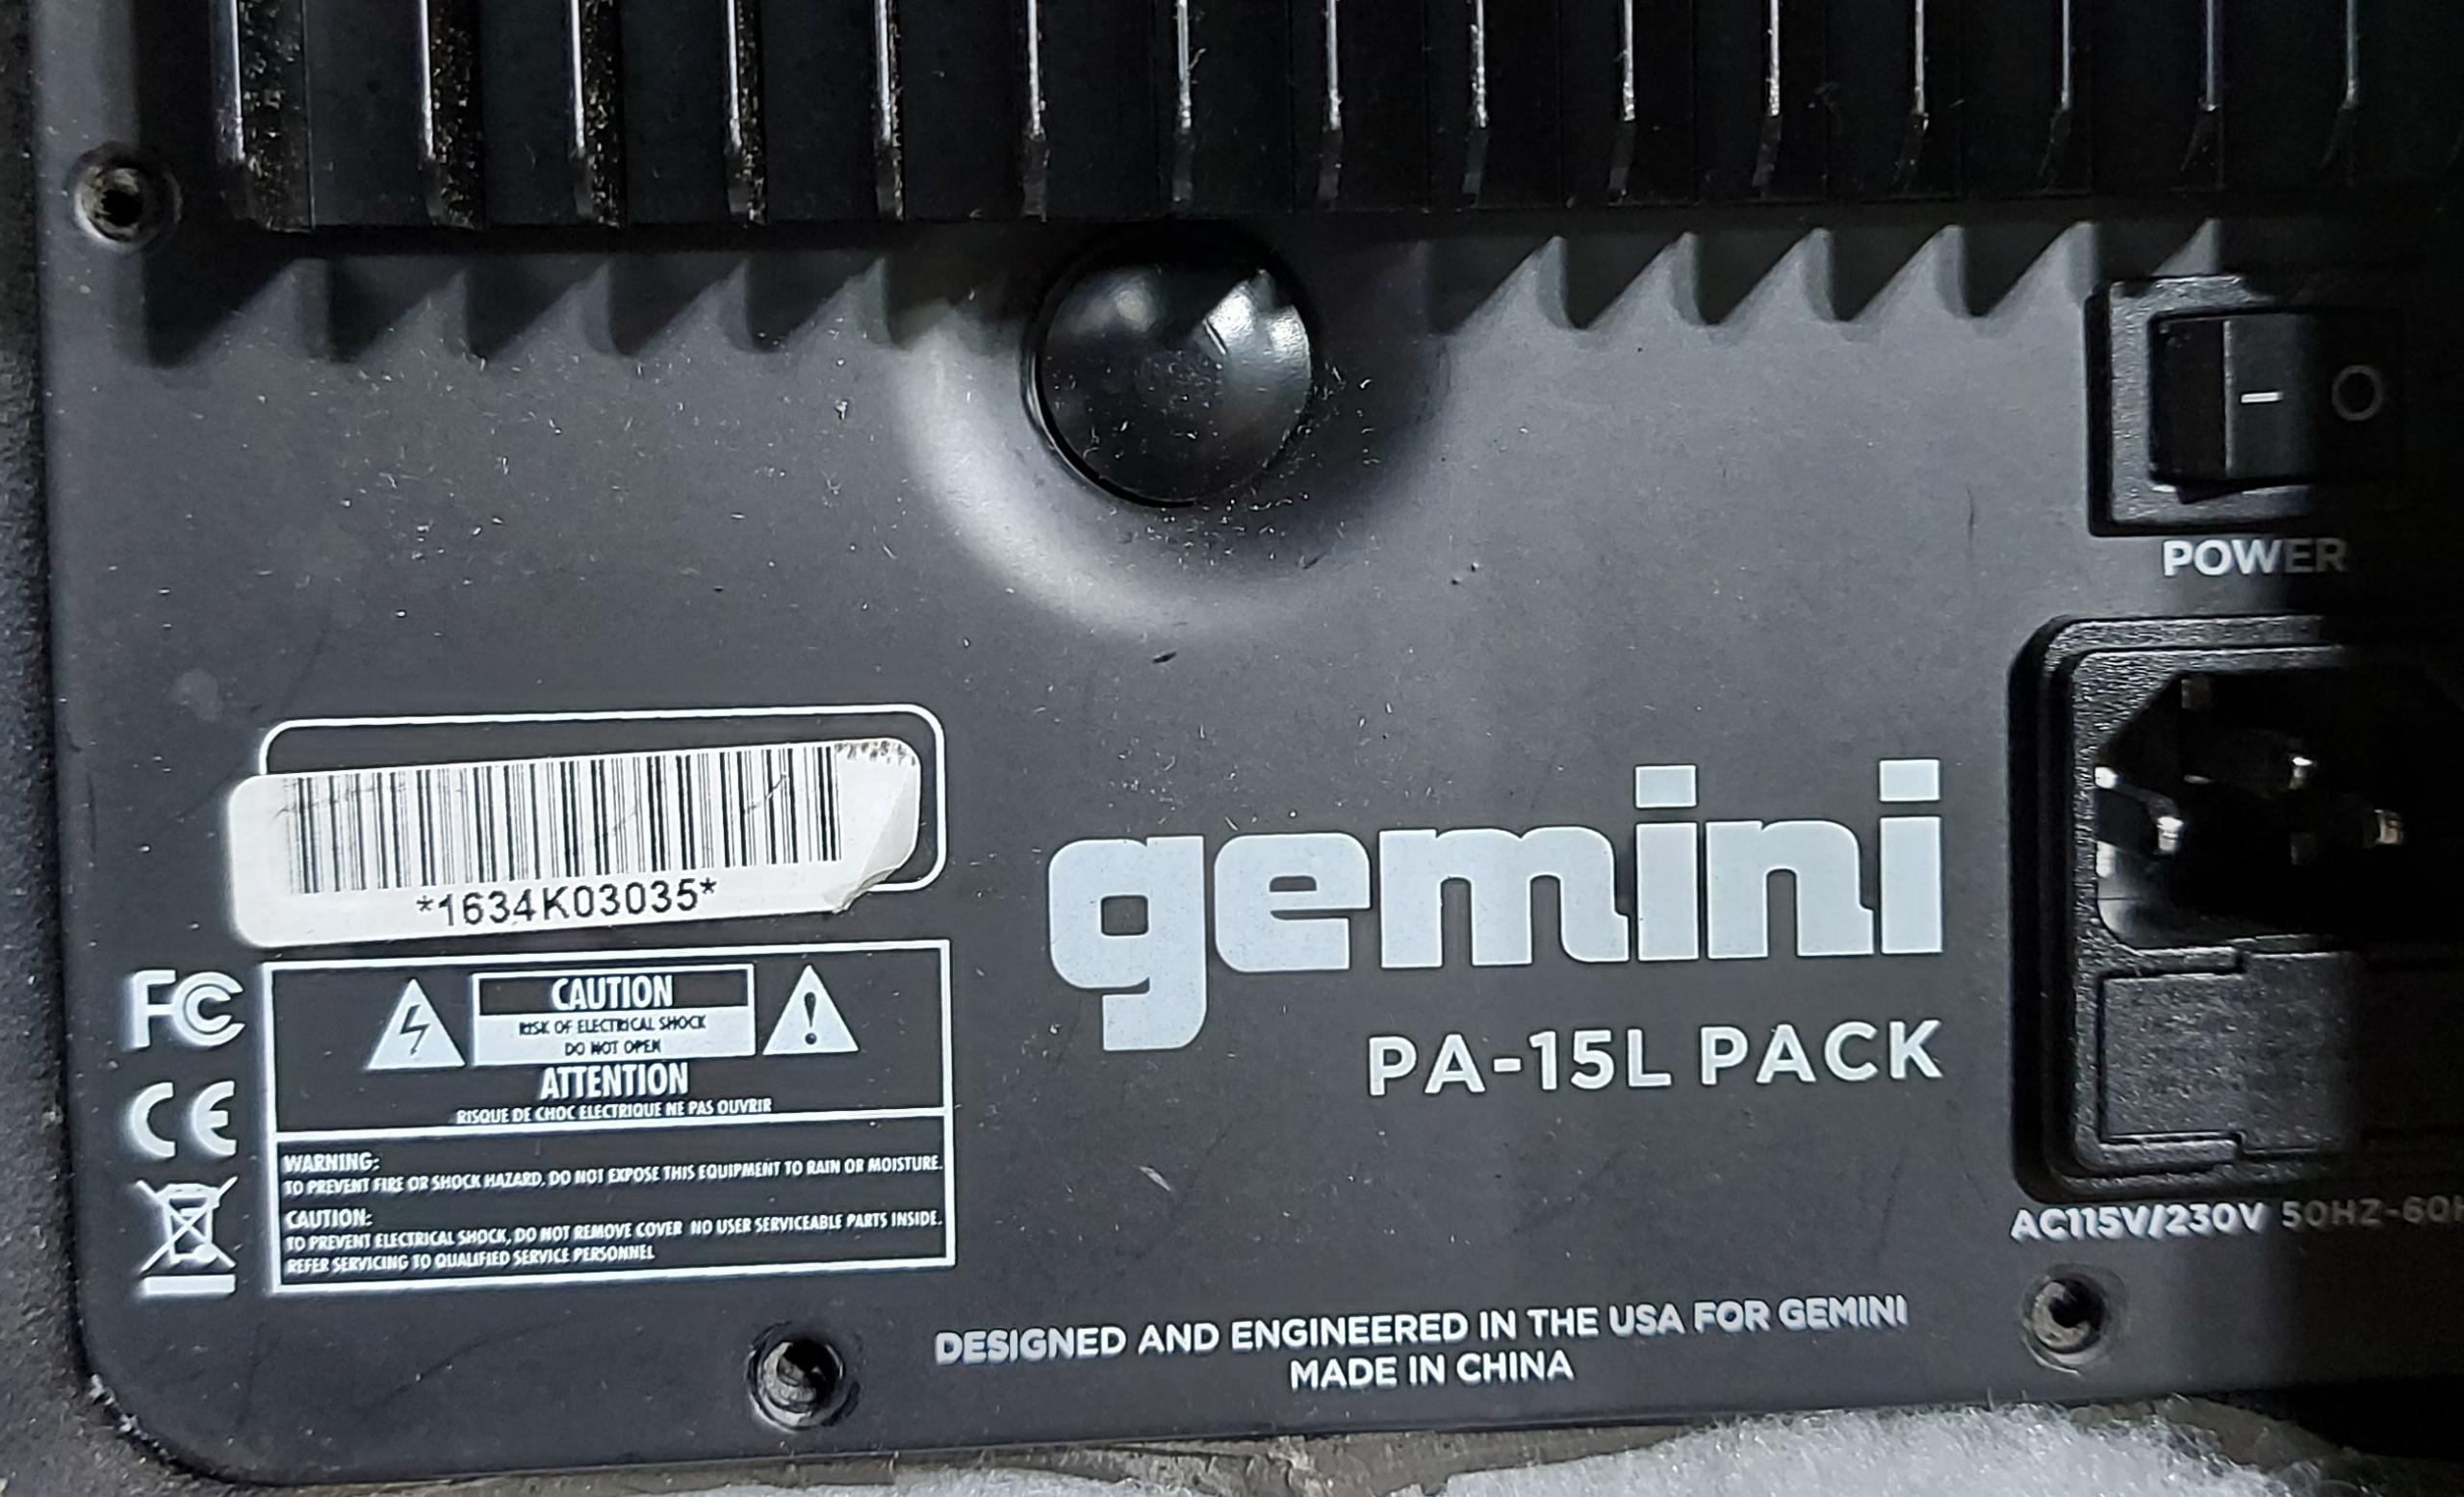 POWER
*1634K03035*
gemini
PA-15L PACK
FC
CE
CAUTION
RISK OF ELECTRICAL SHOCK
DO NOT OPEN
ATTENTION
RISQUE DE CHOC ELECTRIQUE NE PAS OUVRIR
WARNING:
TO PREVENT FIRE OR SHOCK HAZARD, DO NOT EXPOSE THIS EQUIPMENT TO RAIN OR MOISTURE.
CAUTION:
TO PREVENT ELECTRICAL SHOCK, DO NOT REMOVE COVER NO USER SERVICEABLE PARTS INSIDE.
REFER SERVICING TO QUALIFIED SERVICE PERSONNEL
AC115V/230V 50HZ-60H
DESIGNED AND ENGINEERED IN THE USA FOR GEMINI
MADE IN CHINA